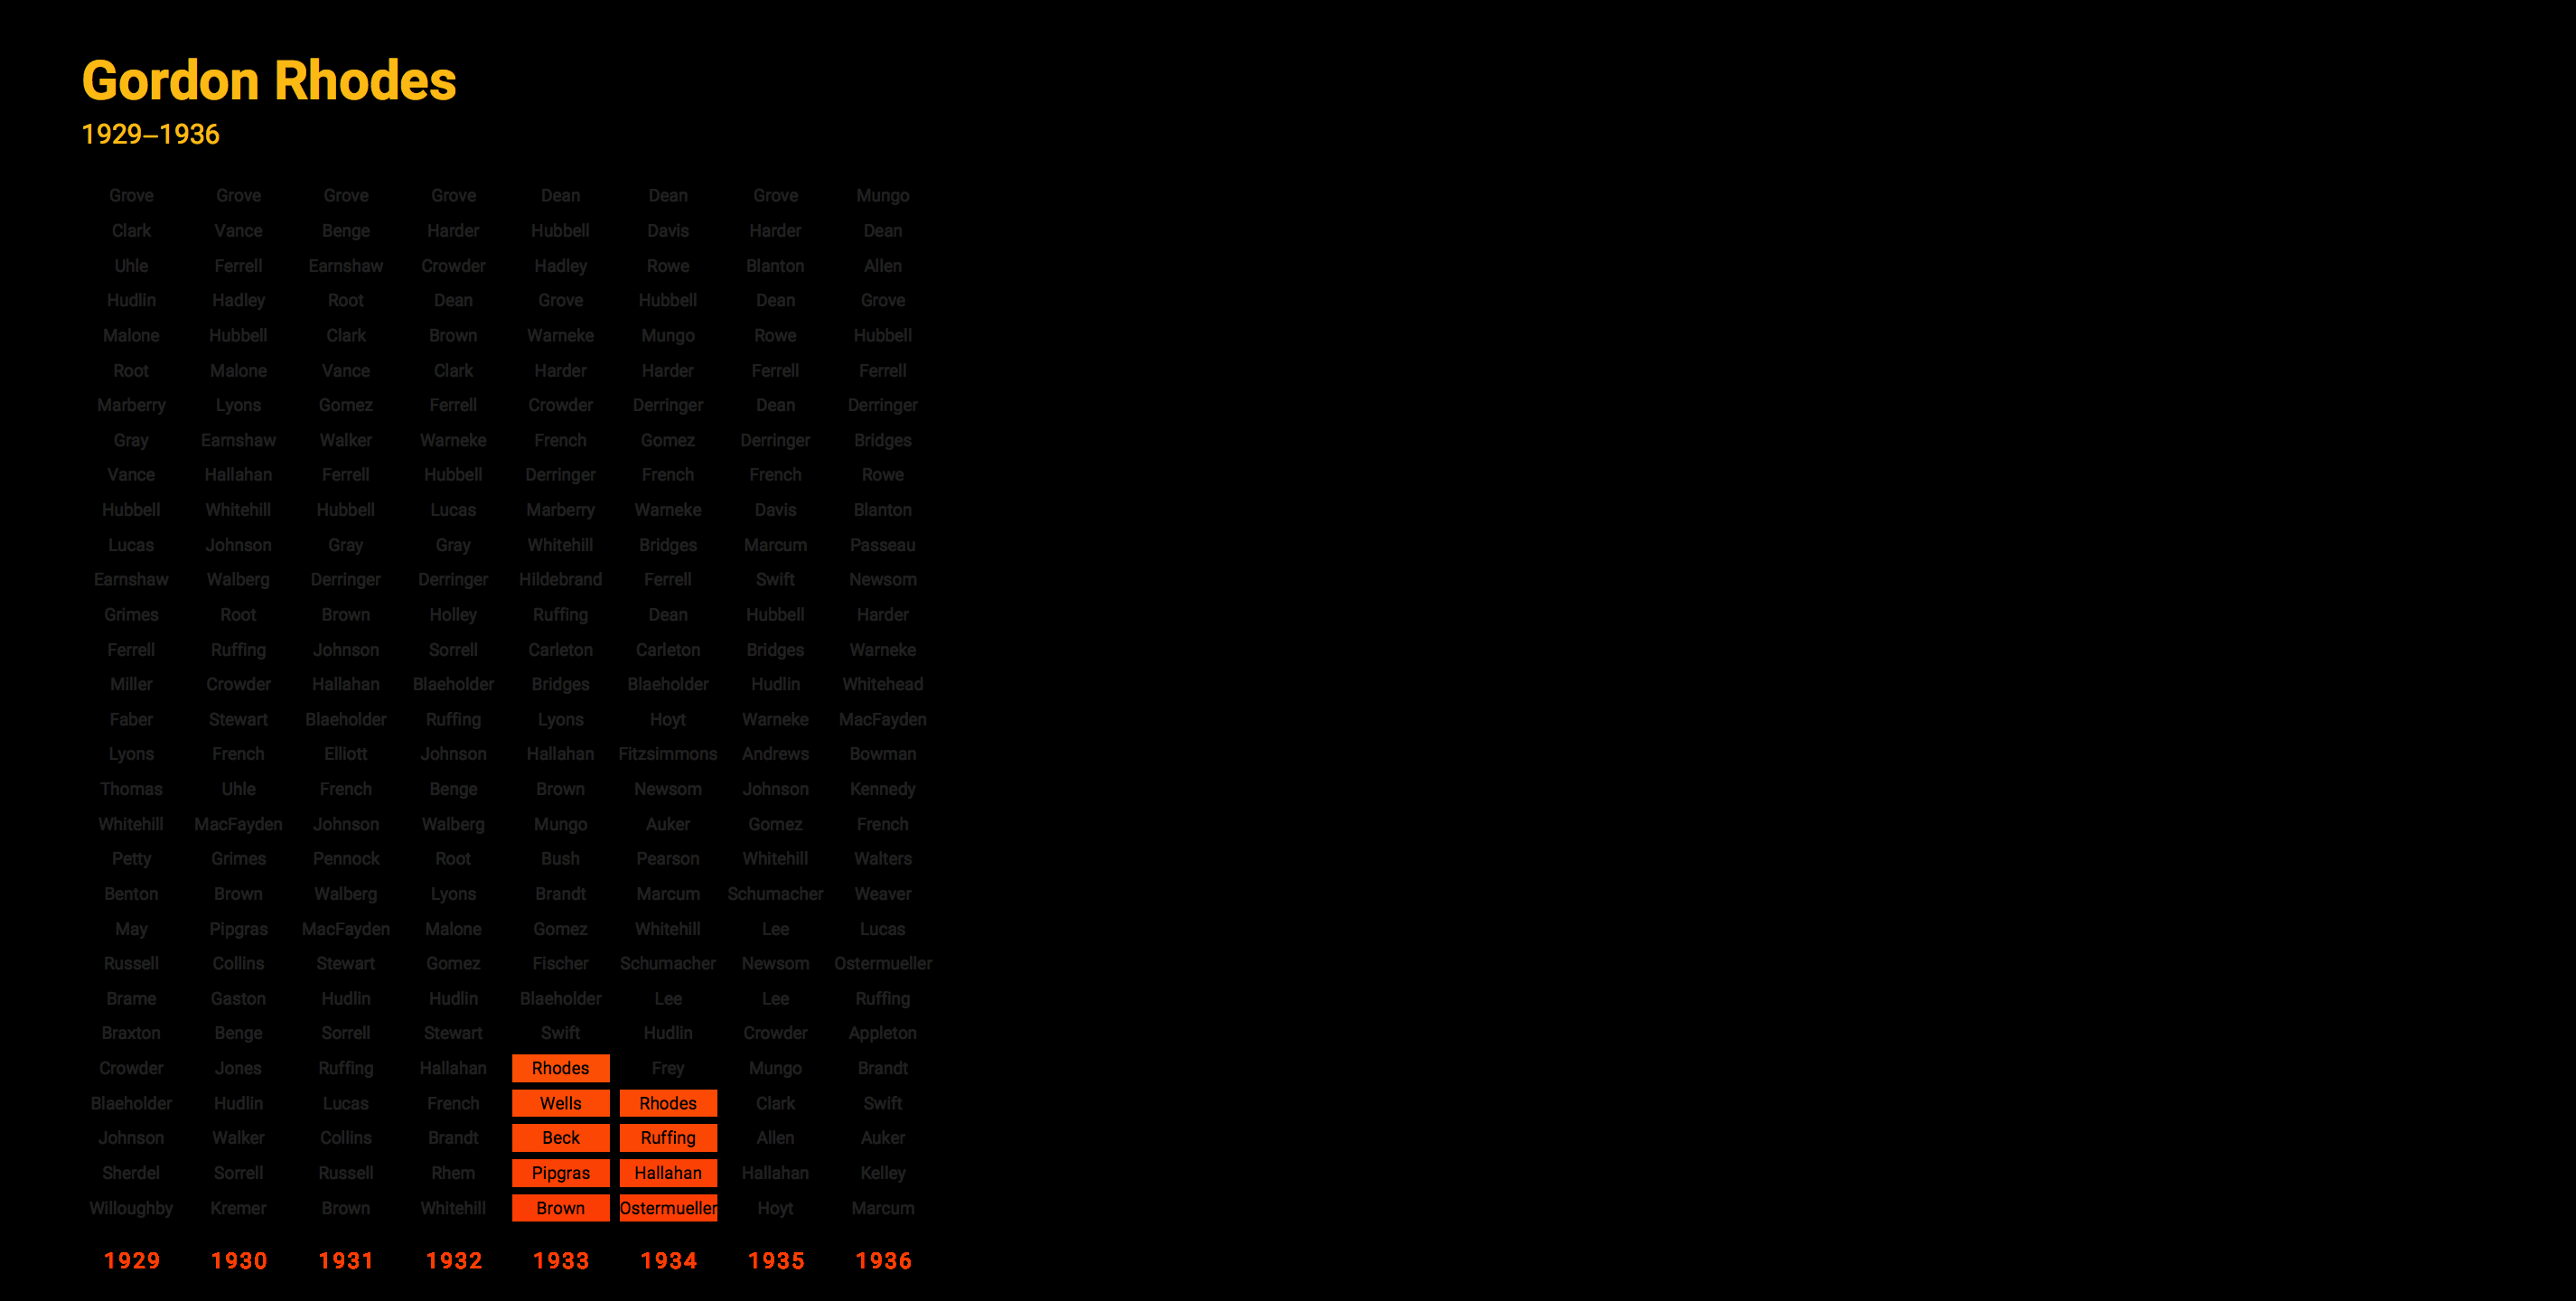 Gordon Rhodes
1929–1936
Grove Grove Grove Grove Dean Dean Grove Mungo
Clark Vance Benge Harder Hubbell Davis Harder Dean
Uhle Ferrell Earnshaw Crowder Hadley Rowe Blanton Allen
Hudlin Hadley Root Dean Grove Hubbell Dean Grove
Malone Hubbell Clark Brown Warneke Mungo Rowe Hubbell
Root Malone Vance Clark Harder Harder Ferrell Ferrell
Marberry Lyons Gomez Ferrell Crowder Derringer Dean Derringer
Gray Earnshaw Walker Warneke French Gomez Derringer Bridges
Vance Hallahan Ferrell Hubbell Derringer French French Rowe
Hubbell Whitehill Hubbell Lucas Marberry Warneke Davis Blanton
Lucas Johnson Gray Gray Whitehill Bridges Marcum Passeau
Earnshaw Walberg Derringer Derringer Hildebrand Ferrell Swift Newsom
Grimes Root Brown Holley Ruffing Dean Hubbell Harder
Ferrell Ruffing Johnson Sorrell Carleton Carleton Bridges Warneke
Miller Crowder Hallahan Blaeholder Bridges Blaeholder Hudlin Whitehead
Faber Stewart Blaeholder Ruffing Lyons Hoyt Warneke MacFayden
Lyons French Elliott Johnson Hallahan Fitzsimmons Andrews Bowman
Thomas Uhle French Benge Brown Newsom Johnson Kennedy
Whitehill MacFayden Johnson Walberg Mungo Auker Gomez French
Petty Grimes Pennock Root Bush Pearson Whitehill Walters
Benton Brown Walberg Lyons Brandt Marcum Schumacher Weaver
May Pipgras MacFayden Malone Gomez Whitehill Lee Lucas
Russell Collins Stewart Gomez Fischer Schumacher Newsom Ostermueller
Brame Gaston Hudlin Hudlin Blaeholder Lee Lee Ruffing
Braxton Benge Sorrell Stewart Swift Hudlin Crowder Appleton
Crowder Jones Ruffing Hallahan Rhodes Frey Mungo Brandt
Blaeholder Hudlin Lucas French Wells Rhodes Clark Swift
Johnson Walker Collins Brandt Beck Ruffing Allen Auker
Sherdel Sorrell Russell Rhem Pipgras Hallahan Hallahan Kelley
Willoughby Kremer Brown Whitehill Brown Ostermueller Hoyt Marcum
1929 1930 1931 1932 1933 1934 1935 1936